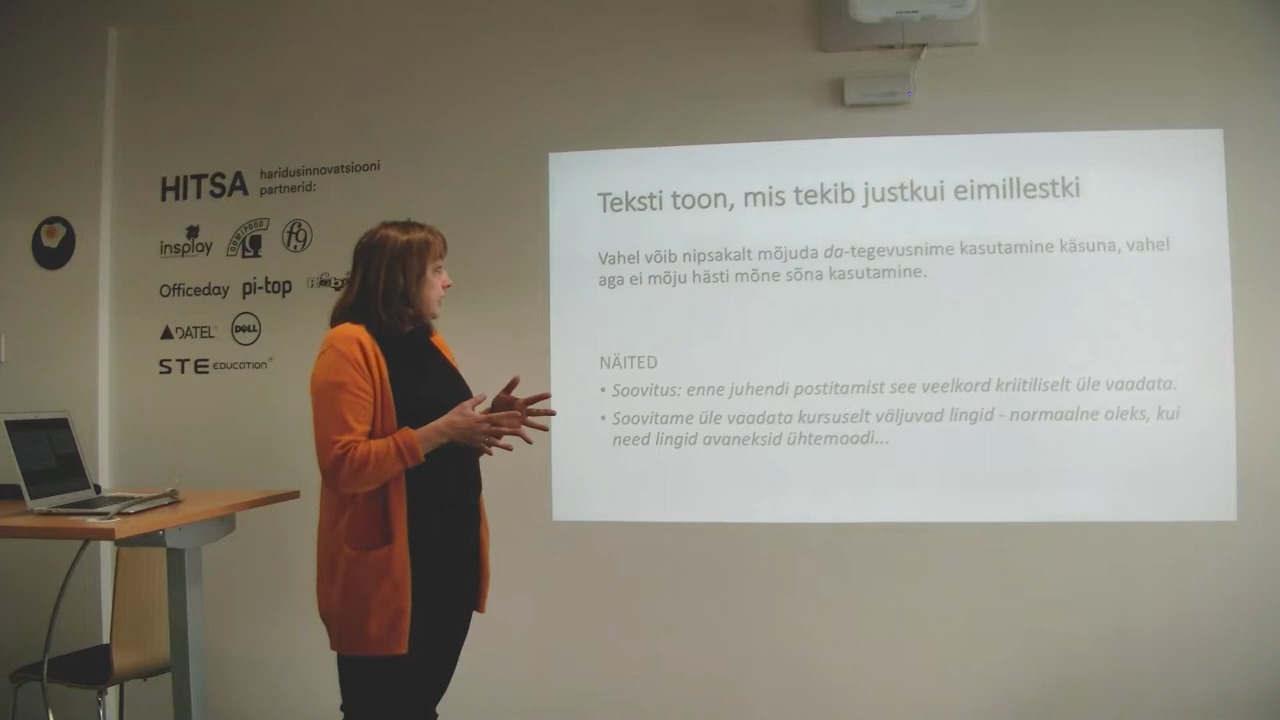 HITSA haridusinnovatsiooni
partnerid:
insplay
f9
Officeday pi-top
DATEL DELL
STE EDUCATION
Teksti toon, mis tekib justkui eimillestki
Vahel võib nipsakalt mõjuda da-tegevusnime kasutamine käsuna, vahel
aga ei mõju hästi mõne sõna kasutamine.
NÄITED
• Soovitus: enne juhendi postitamist see veelkord kriitiliselt üle vaadata.
• Soovitame üle vaadata kursuselt väljuvad lingid - normaalne oleks, kui
need lingid avaneksid ühtemoodi...